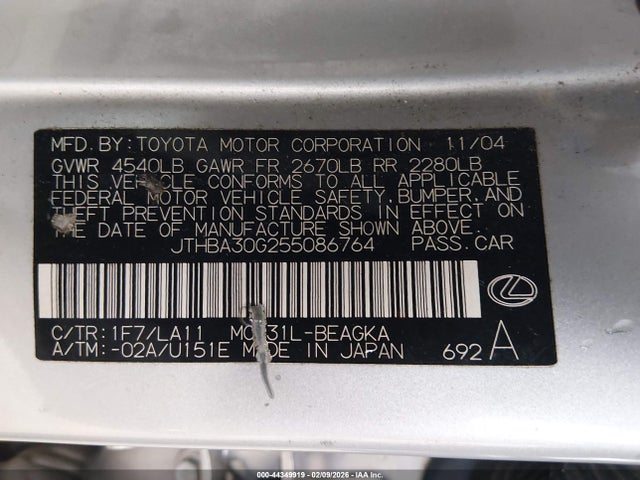 MFD. BY: TOYOTA MOTOR CORPORATION 11/04
GVWR 4540LB GAWR FR 2670LB RR 2280LB
THIS VEHICLE CONFORMS TO ALL APPLICABLE
FEDERAL MOTOR VEHICLE SAFETY, BUMPER, AND
THEFT PREVENTION STANDARDS IN EFFECT ON
THE DATE OF MANUFACTURE SHOWN ABOVE.
JTHBA30G255086764 PASS. CAR
C/TR: 1F7/LA11 MCV31L-BEAGKA
A/TM: -02A/U151E MADE IN JAPAN 692 A
000-44349919 | 02/09/2026 | IAA Inc.